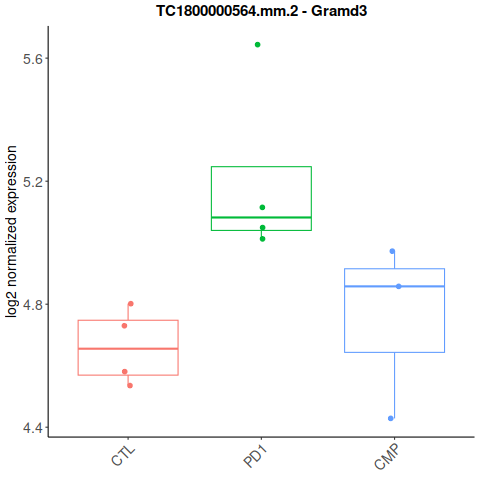 TC1800000564.mm.2 - Gramd3
log2 normalized expression
5.6
5.2
4.8
4.4
CTL
PD1
CMP